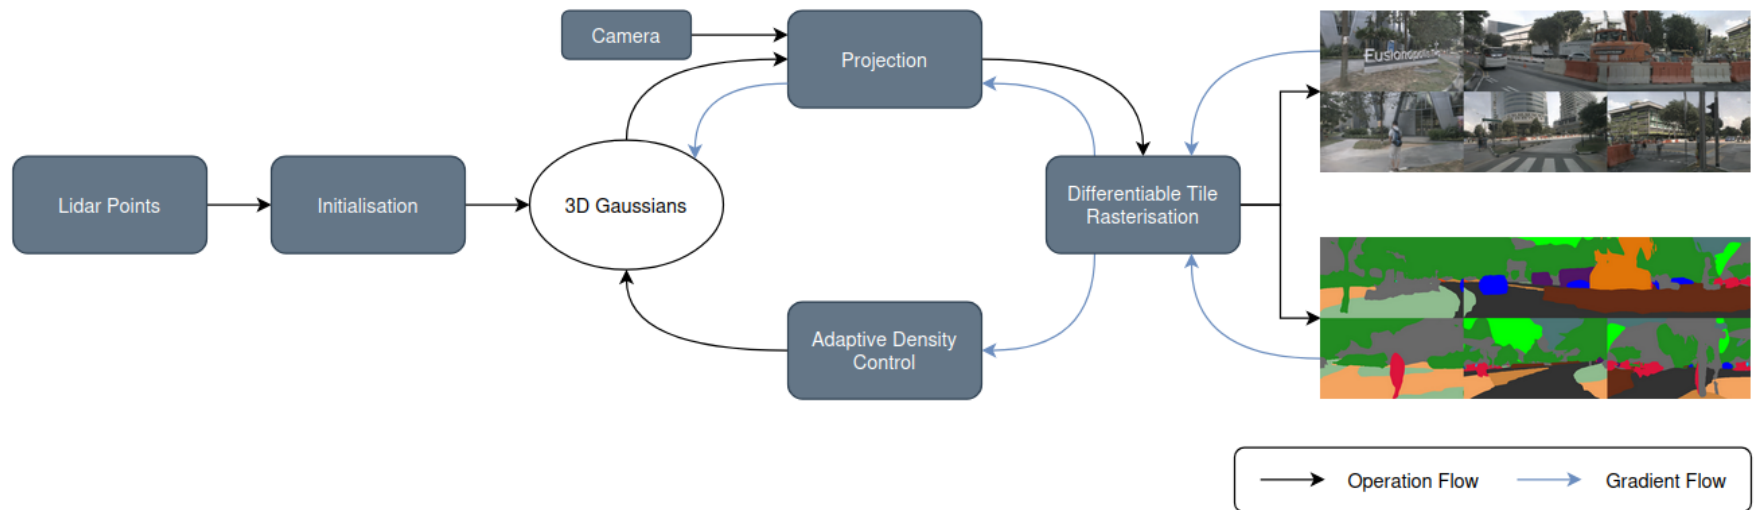 Camera
Projection
Lidar Points
Initialisation
3D Gaussians
Differentiable Tile
Rasterisation
Adaptive Density
Control
Operation Flow
Gradient Flow